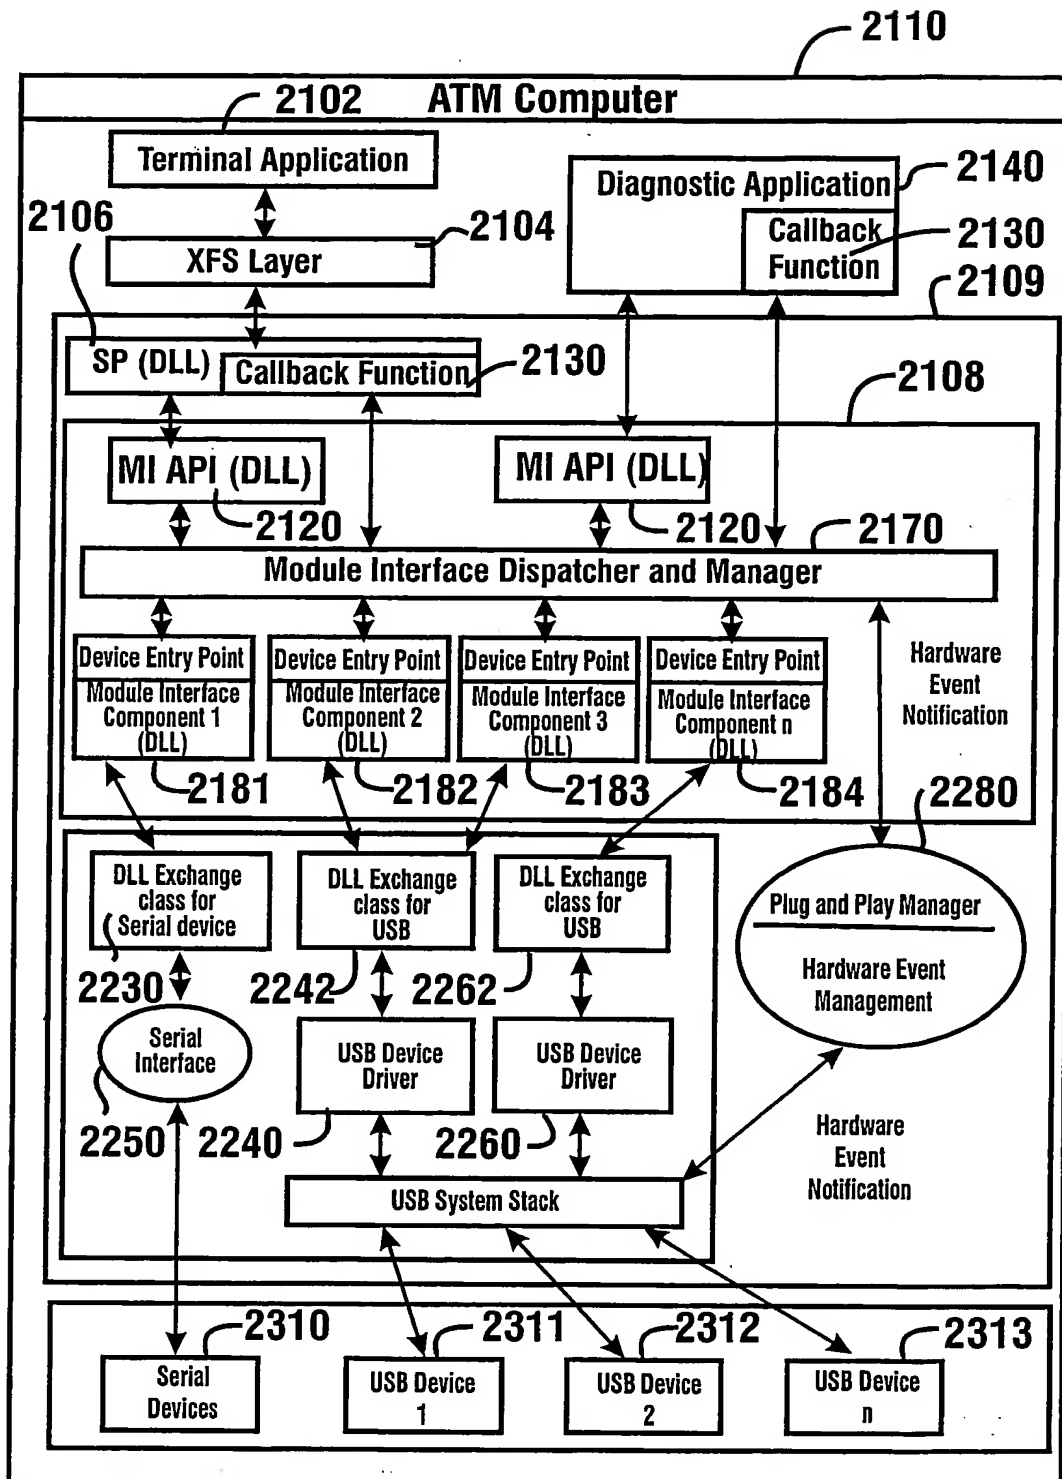 2110
ATM Computer
2102
Terminal Application
2106
2104
XFS Layer
Diagnostic Application
2140
Callback
Function
2130
2109
SP (DLL)
Callback Function
2130
2108
MI API (DLL)
MI API (DLL)
2120
2120
2170
Module Interface Dispatcher and Manager
Device Entry Point
Module Interface
Component 1
(DLL)
Device Entry Point
Module Interface
Component 2
(DLL)
Device Entry Point
Module Interface
Component 3
(DLL)
Device Entry Point
Module Interface
Component n
(DLL)
Hardware
Event
Notification
2181
2182
2183
2184
2280
DLL Exchange
class for
Serial device
DLL Exchange
class for
USB
DLL Exchange
class for
USB
Plug and Play Manager
Hardware Event
Management
2230
2242
2262
Serial
Interface
USB Device
Driver
USB Device
Driver
2250
2240
2260
Hardware
Event
Notification
USB System Stack
2310
2311
2312
2313
Serial
Devices
USB Device
1
USB Device
2
USB Device
n